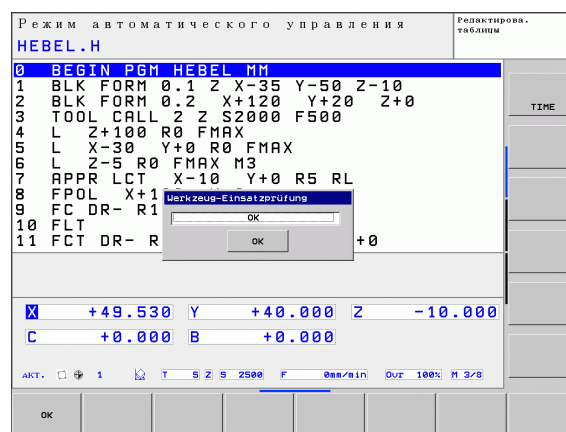 Режим автоматического управления
Редактирова.
таблицы
HEBEL.H
0 BEGIN PGM HEBEL MM
1 BLK FORM 0.1 Z X-35 Y-50 Z-10
2 BLK FORM 0.2 X+120 Y+20 Z+0
3 TOOL CALL 2 Z S2000 F500
4 L Z+100 R0 FMAX
5 L X-30 Y+0 R0 FMAX
6 L Z-5 R0 FMAX M3
7 APPR LCT X-10 Y+0 R5 RL
8 FPOL X+1
9 FC DR- R1
10 FLT
11 FCT DR- R +0
Werkzeug-Einsatzprüfung
OK
OK
TIME
X +49.530 Y +40.000 Z -10.000
C +0.000 B +0.000
АКТ. 1 T 5 Z S 2500 F 0mm/min Ovr 100% M 3/8
ОК